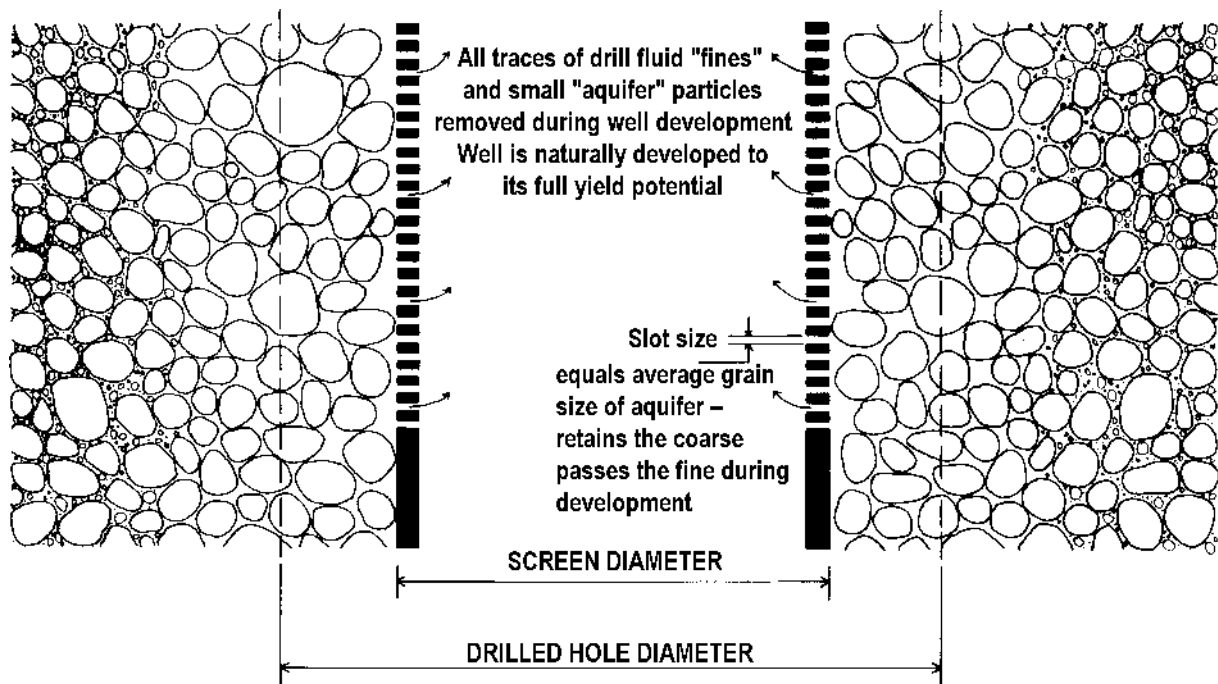 All traces of drill fluid "fines"
and small "aquifer" particles
removed during well development
Well is naturally developed to
its full yield potential
Slot size
equals average grain
size of aquifer –
retains the coarse
passes the fine during
development
SCREEN DIAMETER
DRILLED HOLE DIAMETER